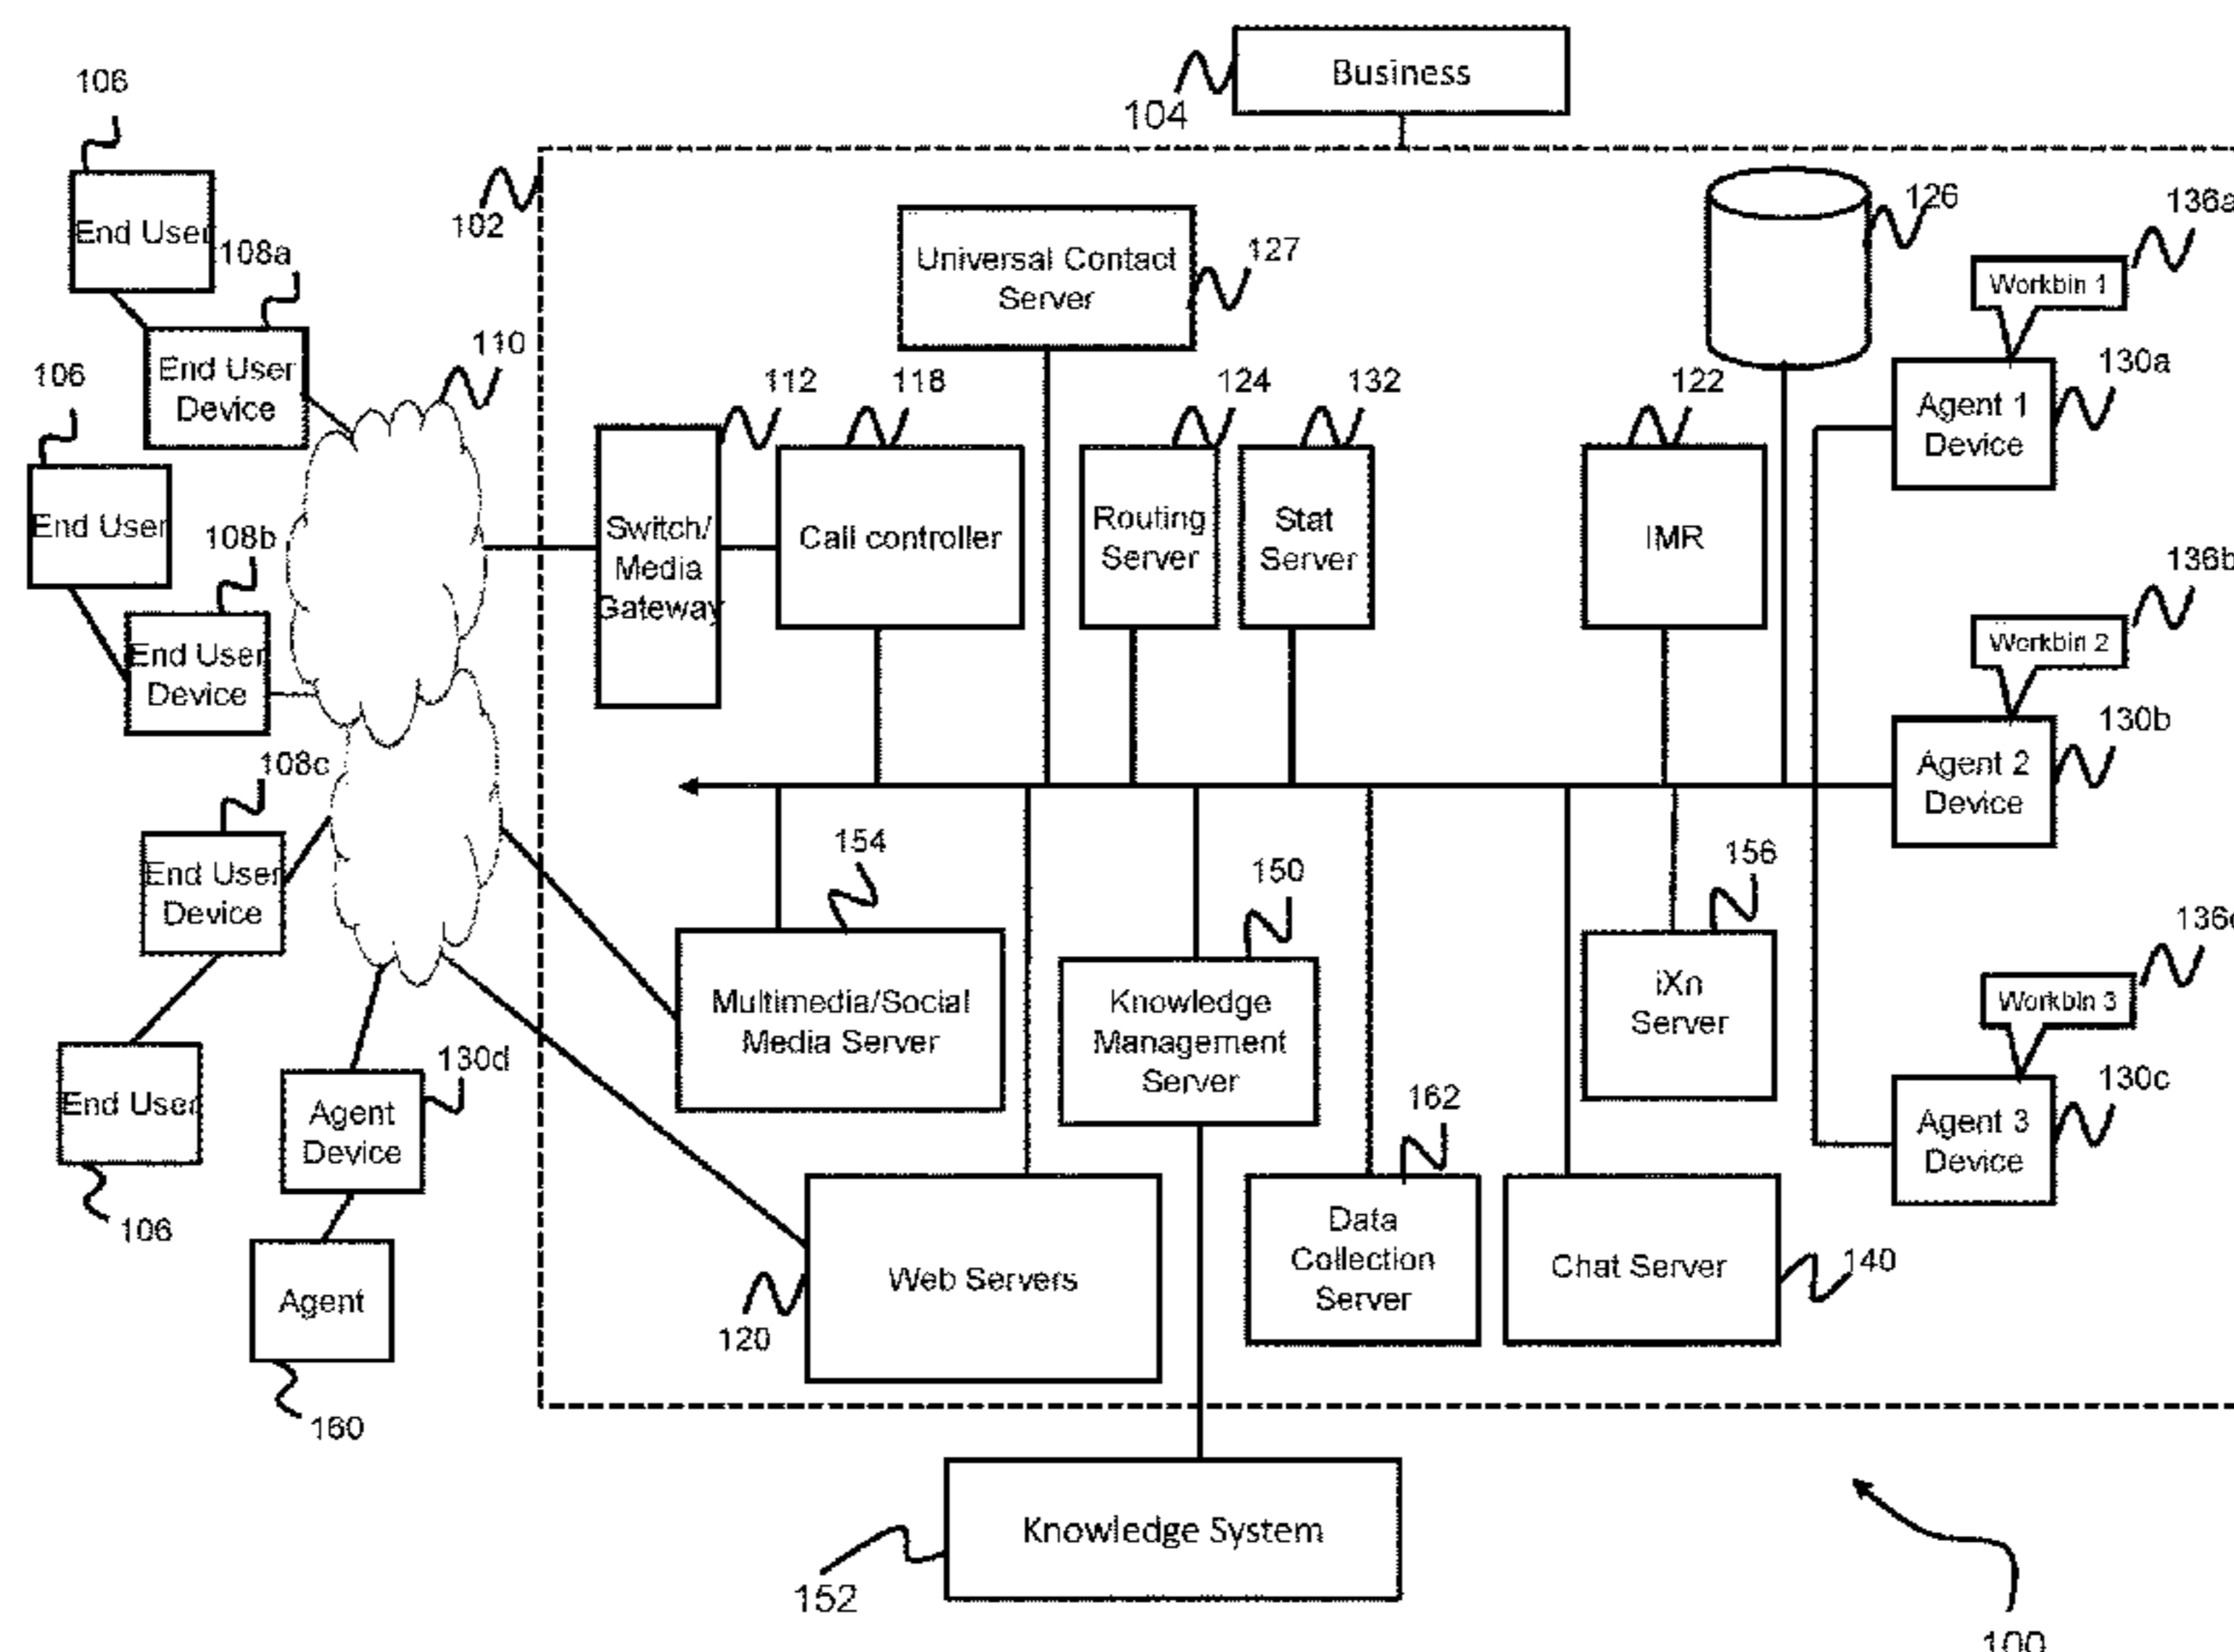 Business
104
106
102
126
136a
End User
108a
Universal Contact
Server
127
Workbin 1
End User
Device
110
106
112
118
124
132
122
130a
Agent 1
Device
End User
108b
Switch/
Media
Gateway
Call controller
Routing
Server
Stat
Server
IMR
136b
Workbin 2
End User
Device
130b
108c
Agent 2
Device
154
150
156
End User
Device
136c
Multimedia/Social
Media Server
Knowledge
Management
Server
iXn
Server
Workbin 3
130d
130c
End User
Agent
Device
162
Agent 3
Device
106
Data
Collection
Server
Chat Server
140
Web Servers
Agent
120
160
Knowledge System
152
100